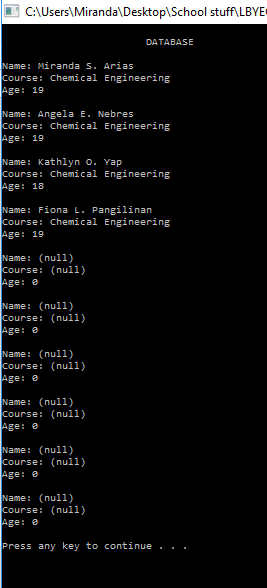 C:\Users\Miranda\Desktop\School stuff\LBYE
DATABASE
Name: Miranda S. Arias
Course: Chemical Engineering
Age: 19
Name: Angela E. Nebres
Course: Chemical Engineering
Age: 19
Name: Kathlyn O. Yap
Course: Chemical Engineering
Age: 18
Name: Fiona L. Pangilinan
Course: Chemical Engineering
Age: 19
Name: (null)
Course: (null)
Age: 0
Name: (null)
Course: (null)
Age: 0
Name: (null)
Course: (null)
Age: 0
Name: (null)
Course: (null)
Age: 0
Name: (null)
Course: (null)
Age: 0
Name: (null)
Course: (null)
Age: 0
Press any key to continue . . .